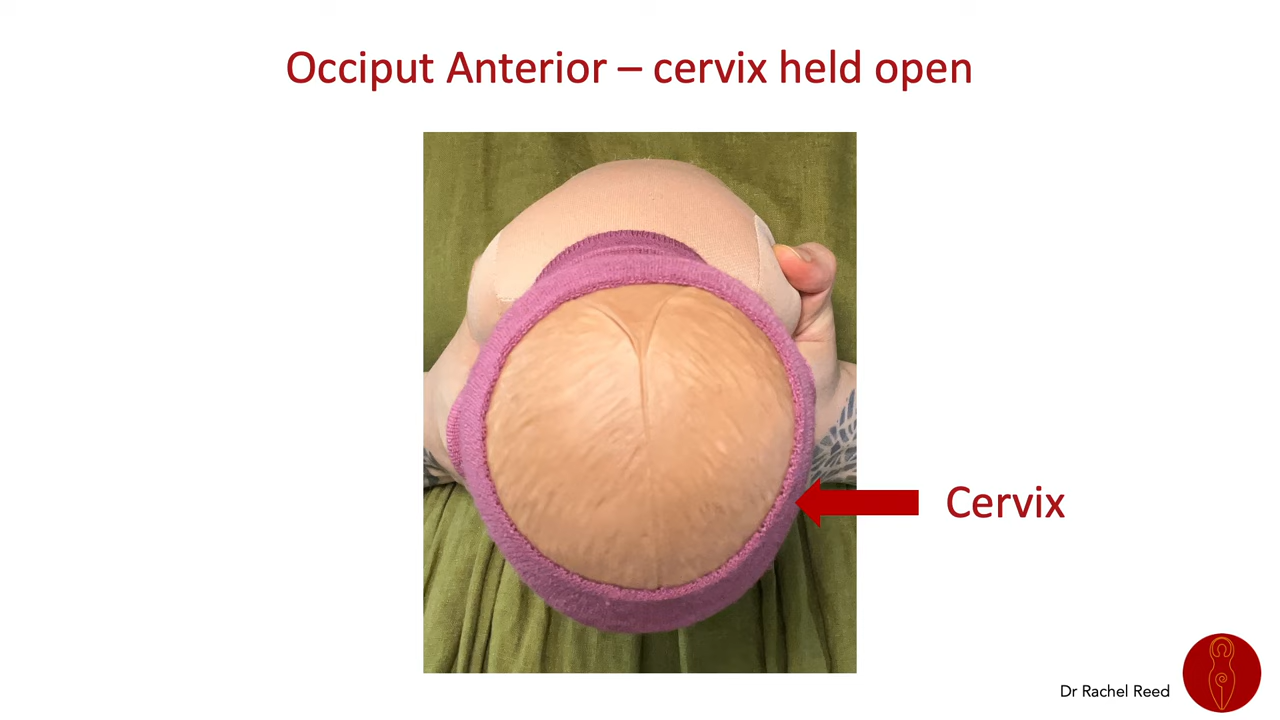 Occiput Anterior – cervix held open
Cervix
Dr Rachel Reed